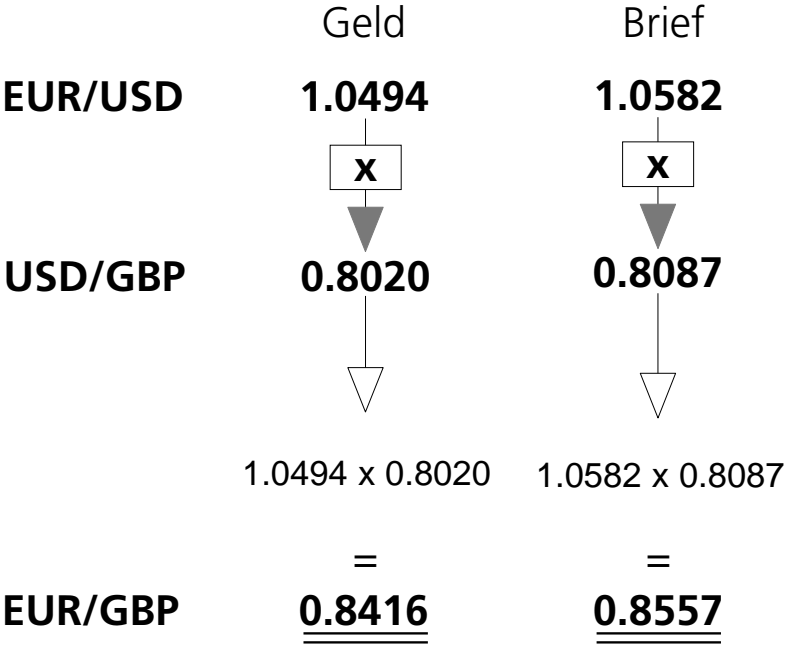 Geld Brief
EUR/USD 1.0494 1.0582
x x
USD/GBP 0.8020 0.8087
1.0494 x 0.8020 1.0582 x 0.8087
= =
EUR/GBP 0.8416 0.8557